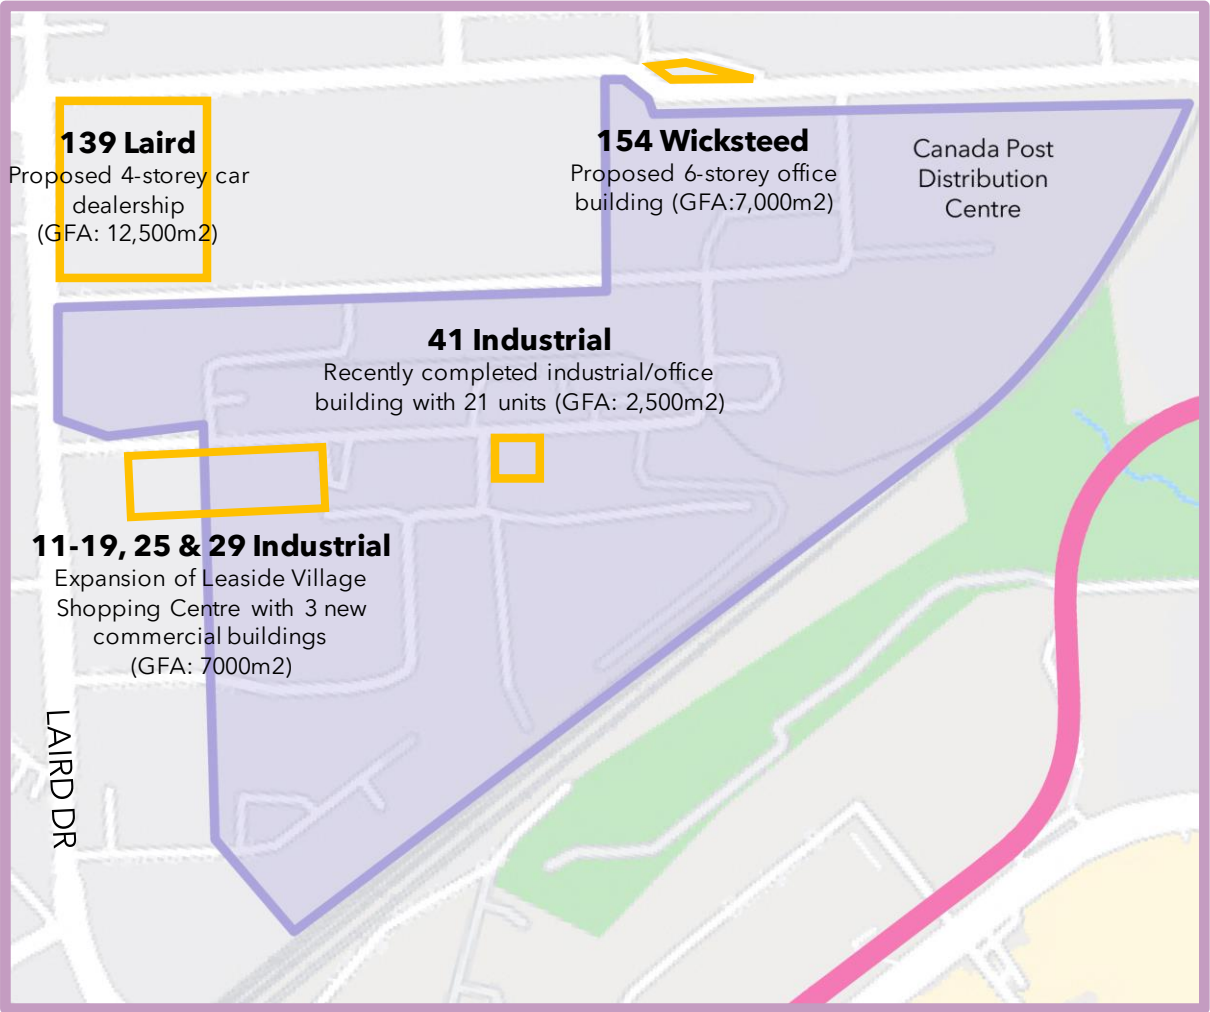 139 Laird
Proposed 4-storey car
dealership
(GFA: 12,500m2)
154 Wicksteed
Proposed 6-storey office
building (GFA:7,000m2)
Canada Post
Distribution
Centre
41 Industrial
Recently completed industrial/office
building with 21 units (GFA: 2,500m2)
11-19, 25 & 29 Industrial
Expansion of Leaside Village
Shopping Centre with 3 new
commercial buildings
(GFA: 7000m2)
LAIRD DR